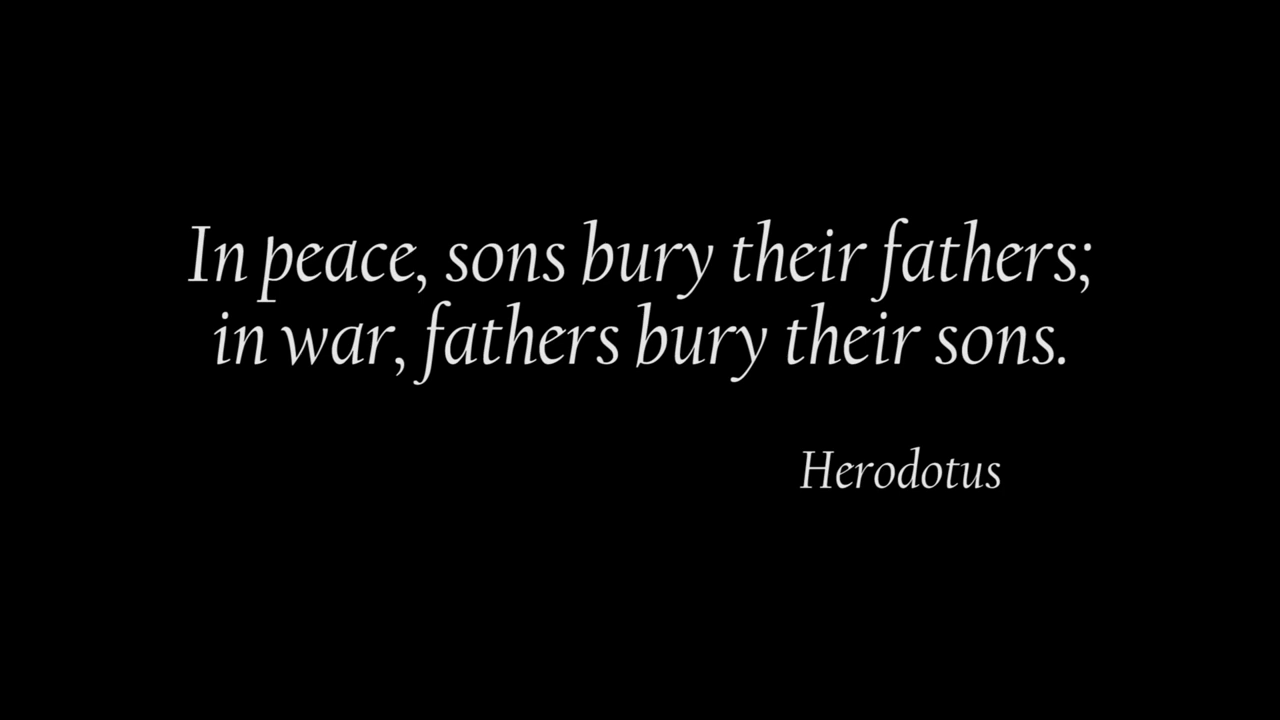 In peace, sons bury their fathers;
in war, fathers bury their sons.
Herodotus